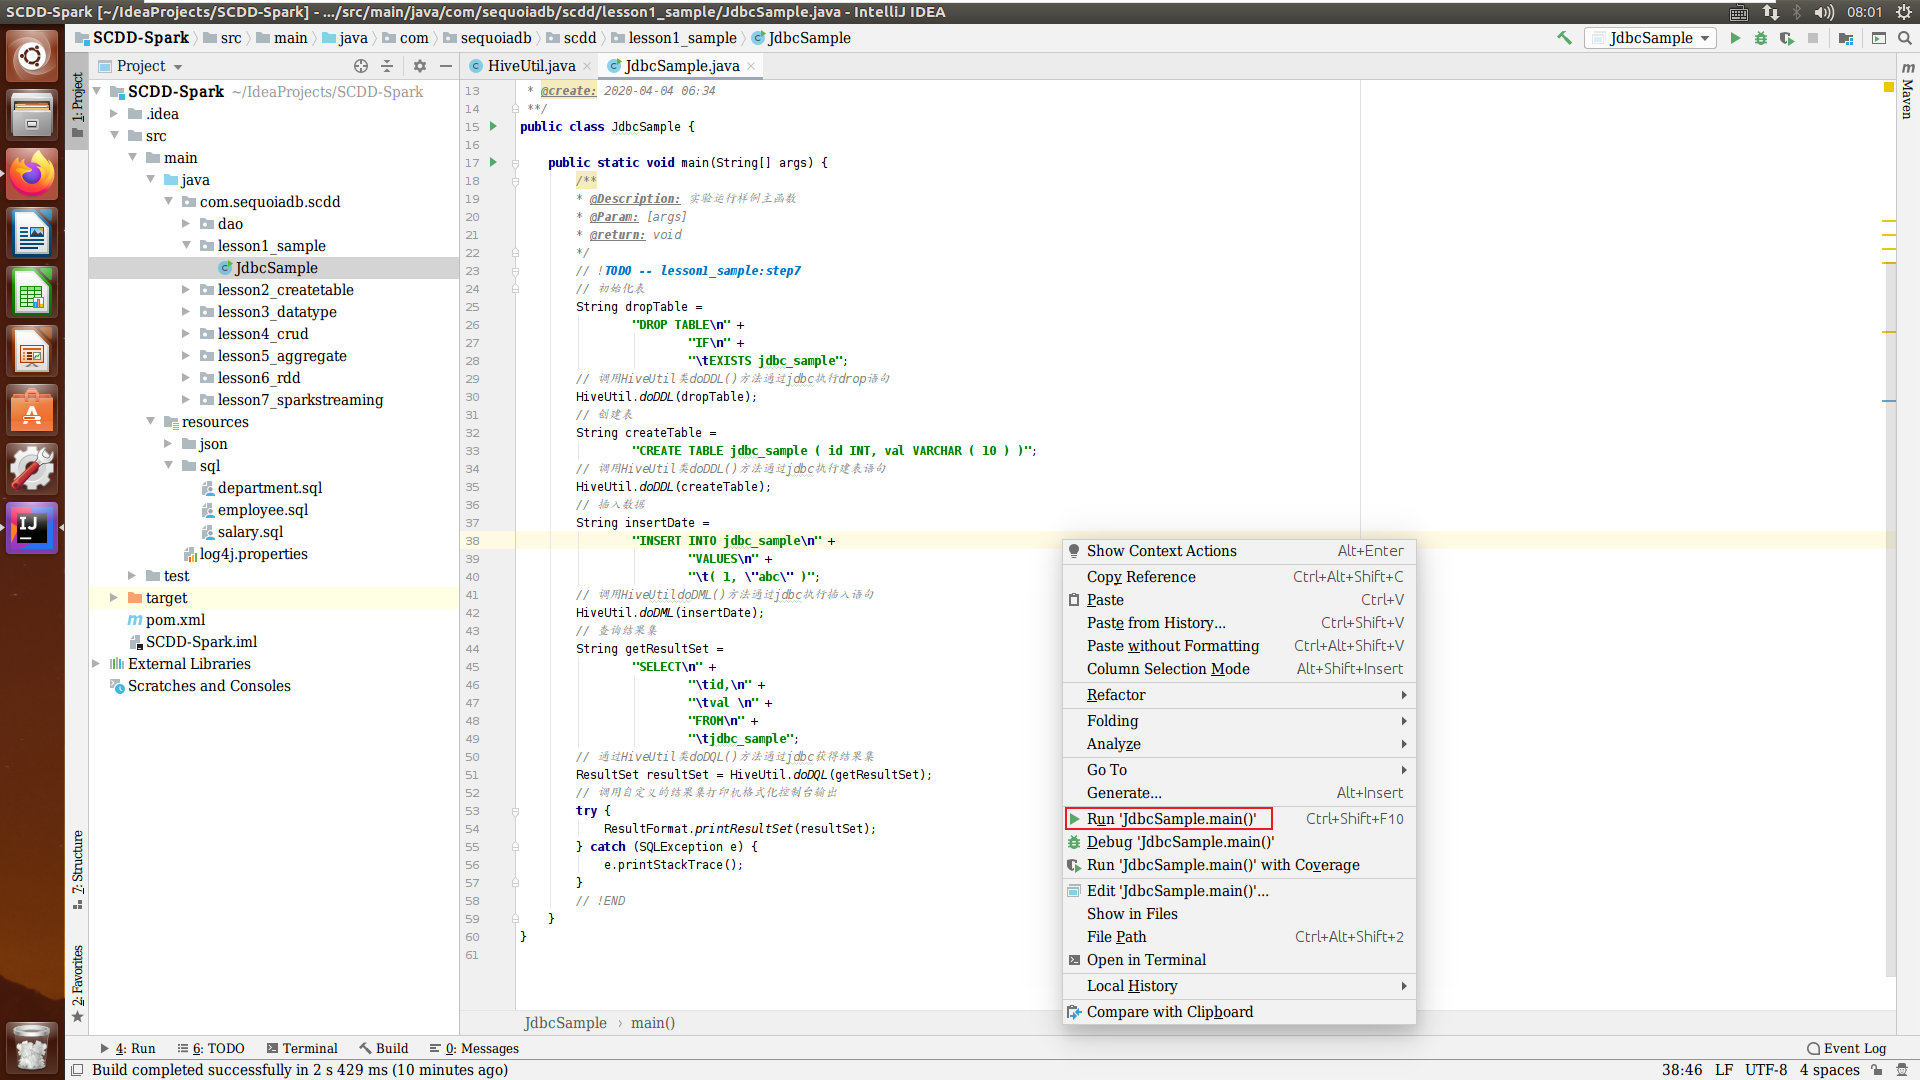 SCDD-Spark [~/IdeaProjects/SCDD-Spark] - .../src/main/java/com/sequoiadb/scdd/lesson1_sample/JdbcSample.java - IntelliJ IDEA
08:01
SCDD-Spark src main java com sequoiadb scdd lesson1_sample JdbcSample
JdbcSample
Project
HiveUtil.java
JdbcSample.java
1: Project
7: Structure
2: Favorites
Maven
SCDD-Spark ~/IdeaProjects/SCDD-Spark
.idea
src
main
java
com.sequoiadb.scdd
dao
lesson1_sample
JdbcSample
lesson2_createtable
lesson3_datatype
lesson4_crud
lesson5_aggregate
lesson6_rdd
lesson7_sparkstreaming
resources
json
sql
department.sql
employee.sql
salary.sql
log4j.properties
test
target
pom.xml
SCDD-Spark.iml
External Libraries
Scratches and Consoles
13 * @create: 2020-04-04 06:34
14 **/
15 public class JdbcSample {
16
17 public static void main(String[] args) {
18 /**
19 * @Description: 实验运行样例主函数
20 * @Param: [args]
21 * @return: void
22 */
23 // !TODO -- lesson1_sample:step7
24 // 初始化表
25 String dropTable =
26 "DROP TABLE\n" +
27 "IF\n" +
28 "\tEXISTS jdbc_sample";
29 // 调用HiveUtil类doDDL()方法通过jdbc执行drop语句
30 HiveUtil.doDDL(dropTable);
31 // 创建表
32 String createTable =
33 "CREATE TABLE jdbc_sample ( id INT, val VARCHAR ( 10 ) )";
34 // 调用HiveUtil类doDDL()方法通过jdbc执行建表语句
35 HiveUtil.doDDL(createTable);
36 // 插入数据
37 String insertDate =
38 "INSERT INTO jdbc_sample\n" +
39 "VALUES\n" +
40 "\t( 1, \"abc\" )";
41 // 调用HiveUtildoDML()方法通过jdbc执行插入语句
42 HiveUtil.doDML(insertDate);
43 // 查询结果集
44 String getResultSet =
45 "SELECT\n" +
46 "\tid,\n" +
47 "\tval \n" +
48 "FROM\n" +
49 "\tjdbc_sample";
50 // 通过HiveUtil类doDQL()方法通过jdbc获得结果集
51 ResultSet resultSet = HiveUtil.doDQL(getResultSet);
52 // 调用自定义的结果集打印机格式化控制台输出
53 try {
54 ResultFormat.printResultSet(resultSet);
55 } catch (SQLException e) {
56 e.printStackTrace();
57 }
58 // !END
59 }
60 }
61
Show Context Actions Alt+Enter
Copy Reference Ctrl+Alt+Shift+C
Paste Ctrl+V
Paste from History... Ctrl+Shift+V
Paste without Formatting Ctrl+Alt+Shift+V
Column Selection Mode Alt+Shift+Insert
Refactor
Folding
Analyze
Go To
Generate... Alt+Insert
Run 'JdbcSample.main()' Ctrl+Shift+F10
Debug 'JdbcSample.main()'
Run 'JdbcSample.main()' with Coverage
Edit 'JdbcSample.main()'...
Show in Files
File Path Ctrl+Alt+Shift+2
Open in Terminal
Local History
Compare with Clipboard
JdbcSample › main()
4: Run 6: TODO Terminal Build 0: Messages Event Log
Build completed successfully in 2 s 429 ms (10 minutes ago) 38:46 LF UTF-8 4 spaces